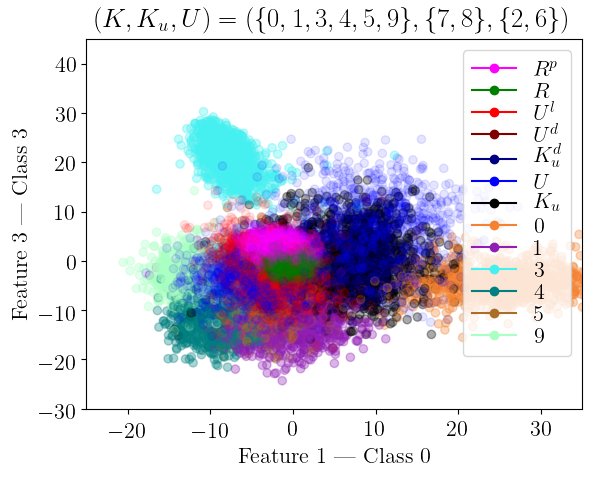 (K, K_u, U) = ({0, 1, 3, 4, 5, 9}, {7, 8}, {2, 6})
Feature 3 — Class 3
40
30
20
10
0
−10
−20
−30
−20
−10
0
10
20
30
Feature 1 — Class 0
R^p
R
U^l
U^d
K_u^d
U
K_u
0
1
3
4
5
9